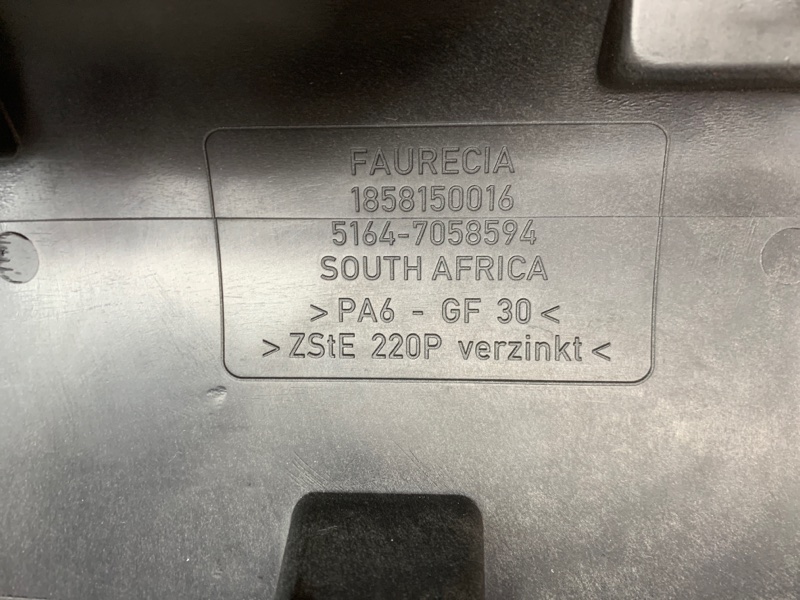 FAURECIA
1858150016
5164-7058594
SOUTH AFRICA
>PA6 - GF 30<
>ZStE 220P verzinkt<